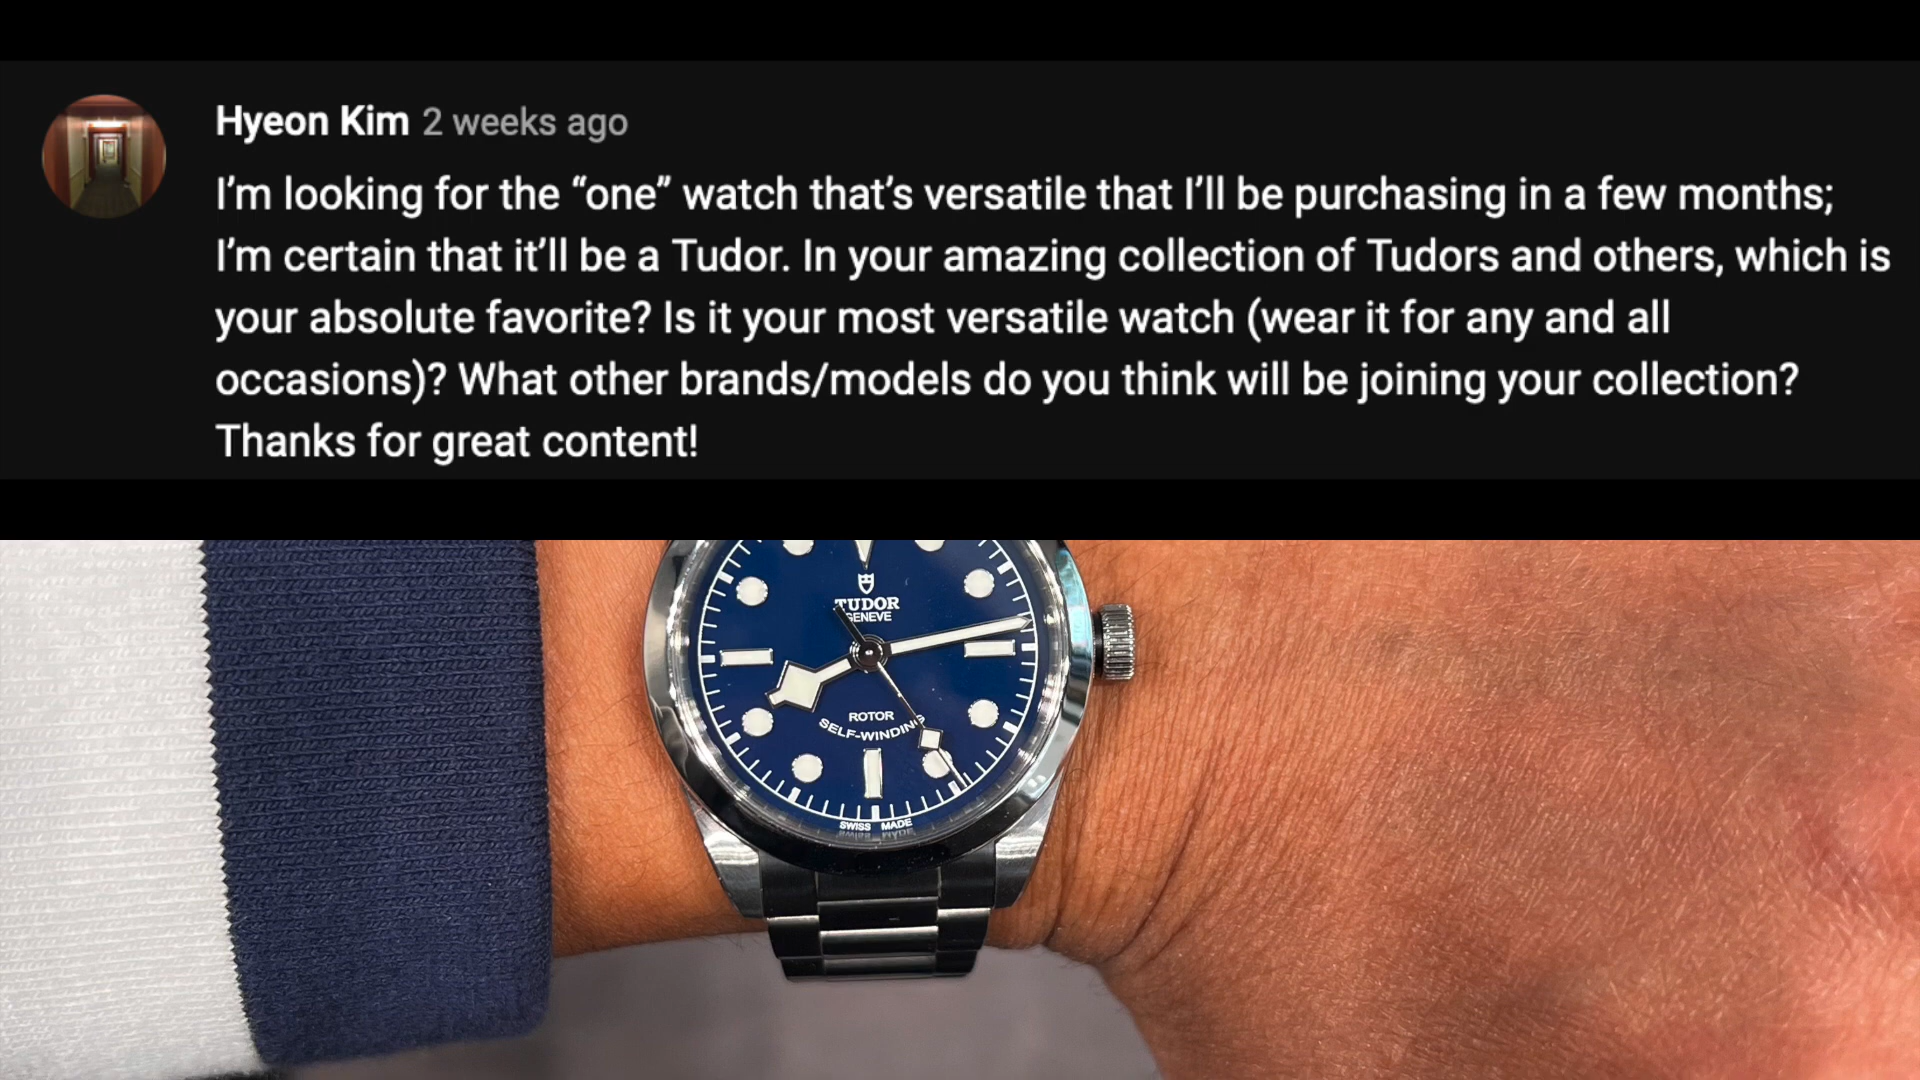 Hyeon Kim 2 weeks ago
I’m looking for the “one” watch that’s versatile that I’ll be purchasing in a few months;
I’m certain that it’ll be a Tudor. In your amazing collection of Tudors and others, which is
your absolute favorite? Is it your most versatile watch (wear it for any and all
occasions)? What other brands/models do you think will be joining your collection?
Thanks for great content!
TUDOR
GENEVE
ROTOR
SELF-WINDING
SWISS MADE